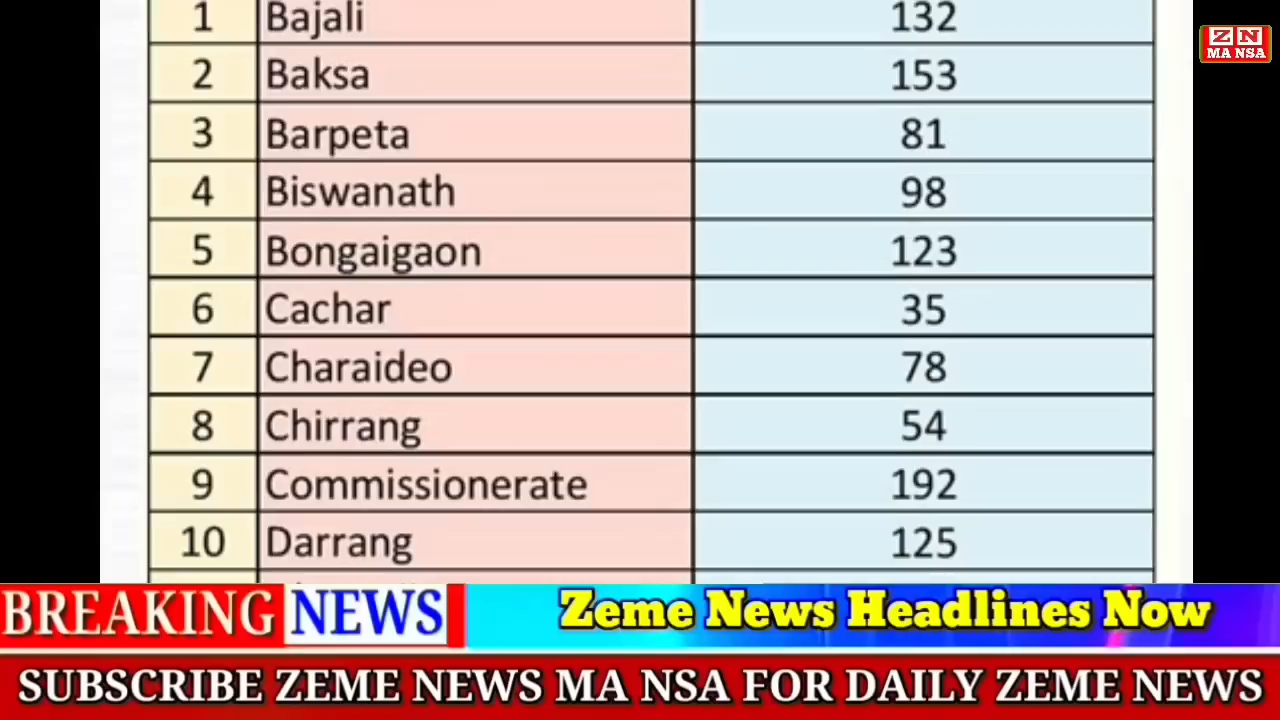 1 Bajali 132
Z N
MA NSA
2 Baksa 153
3 Barpeta 81
4 Biswanath 98
5 Bongaigaon 123
6 Cachar 35
7 Charaideo 78
8 Chirrang 54
9 Commissionerate 192
10 Darrang 125
BREAKING NEWS Zeme News Headlines Now
SUBSCRIBE ZEME NEWS MA NSA FOR DAILY ZEME NEWS